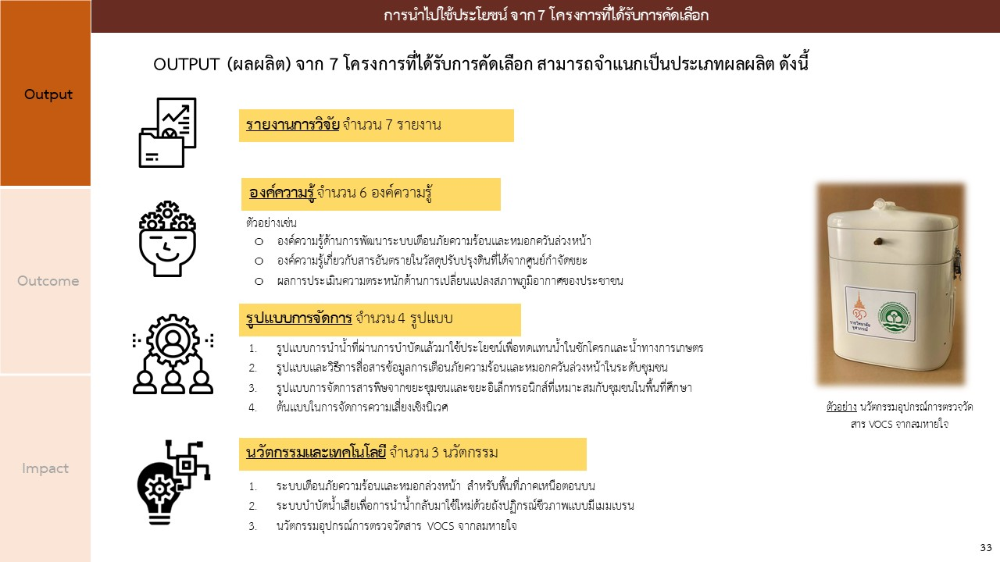 การนำไปใช้ประโยชน์ จาก 7 โครงการที่ได้รับการคัดเลือก
OUTPUT (ผลผลิต) จาก 7 โครงการที่ได้รับการคัดเลือก สามารถจำแนกเป็นประเภทผลผลิต ดังนี้
Output
Outcome
Impact
รายงานการวิจัย จำนวน 7 รายงาน
องค์ความรู้ จำนวน 6 องค์ความรู้
ตัวอย่างเช่น
o องค์ความรู้ด้านการพัฒนาระบบเตือนภัยความร้อนและหมอกควันล่วงหน้า
o องค์ความรู้เกี่ยวกับสารอันตรายในวัสดุปรับปรุงดินที่ได้จากศูนย์กำจัดขยะ
o ผลการประเมินความตระหนักด้านการเปลี่ยนแปลงสภาพภูมิอากาศของประชาชน
รูปแบบการจัดการ จำนวน 4 รูปแบบ
1. รูปแบบการนำน้ำที่ผ่านการบำบัดแล้วมาใช้ประโยชน์เพื่อทดแทนน้ำในชักโครกและน้ำทางการเกษตร
2. รูปแบบและวิธีการสื่อสารข้อมูลการเตือนภัยความร้อนและหมอกควันล่วงหน้าในระดับชุมชน
3. รูปแบบการจัดการสารพิษจากขยะชุมชนและขยะอิเล็กทรอนิกส์ที่เหมาะสมกับชุมชนในพื้นที่ศึกษา
4. ต้นแบบในการจัดการความเสี่ยงเชิงนิเวศ
นวัตกรรมและเทคโนโลยี จำนวน 3 นวัตกรรม
1. ระบบเตือนภัยความร้อนและหมอกล่วงหน้า สำหรับพื้นที่ภาคเหนือตอนบน
2. ระบบบำบัดน้ำเสียเพื่อการนำน้ำกลับมาใช้ใหม่ด้วยถังปฏิกรณ์ชีวภาพแบบมีเมมเบรน
3. นวัตกรรมอุปกรณ์การตรวจวัดสาร VOCS จากลมหายใจ
ราชวิทยาลัย
จุฬาภรณ์
ตัวอย่าง นวัตกรรมอุปกรณ์การตรวจวัด
สาร VOCS จากลมหายใจ
33